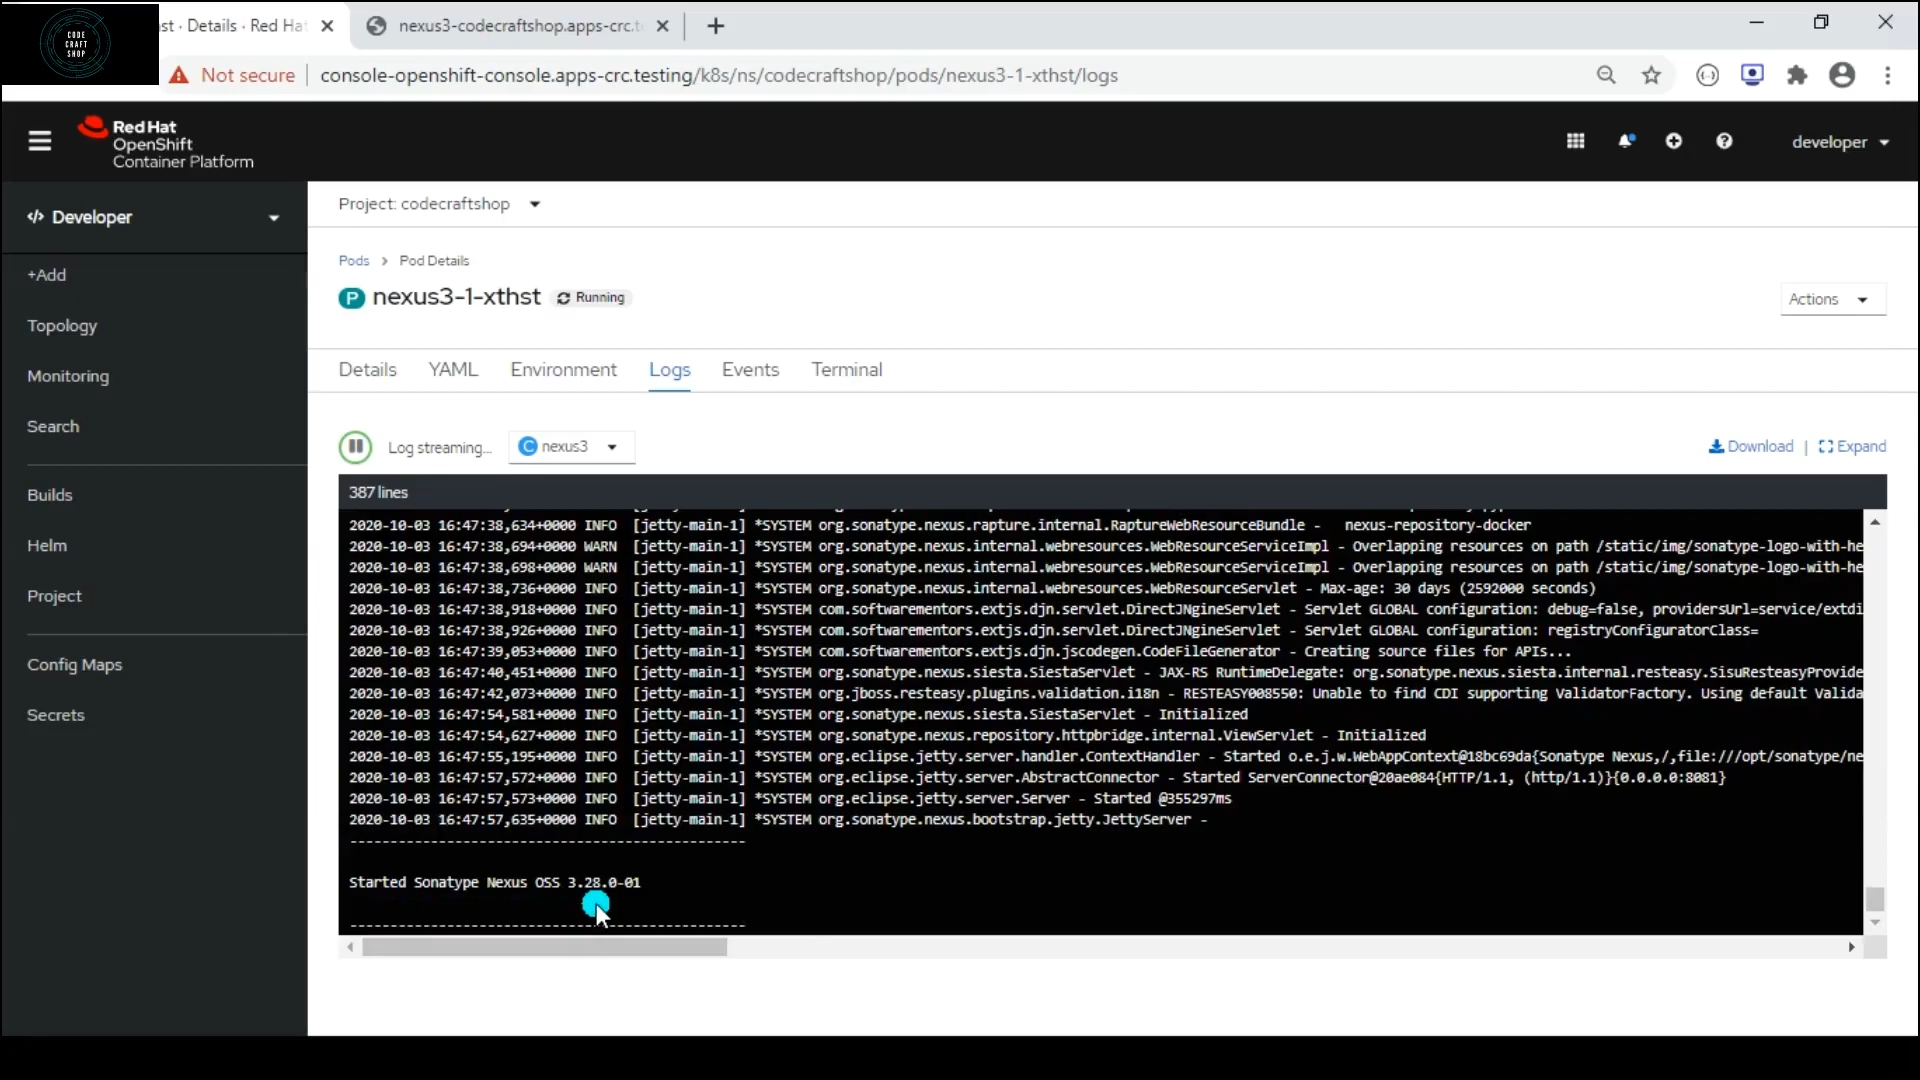 CODE
CRAFT
SHOP
st · Details · Red Hat
nexus3-codecraftshop.apps-crc.t
Not secure
console-openshift-console.apps-crc.testing/k8s/ns/codecraftshop/pods/nexus3-1-xthst/logs
Red Hat
OpenShift
Container Platform
developer
Developer
+Add
Topology
Monitoring
Search
Builds
Helm
Project
Config Maps
Secrets
Project: codecraftshop
Pods > Pod Details
P nexus3-1-xthst Running
Actions
Details YAML Environment Logs Events Terminal
Log streaming...
C nexus3
Download | Expand
387 lines
2020-10-03 16:47:38,634+0000 INFO [jetty-main-1] *SYSTEM org.sonatype.nexus.rapture.internal.RaptureWebResourceBundle - nexus-repository-docker
2020-10-03 16:47:38,694+0000 WARN [jetty-main-1] *SYSTEM org.sonatype.nexus.internal.webresources.WebResourceServiceImpl - Overlapping resources on path /static/img/sonatype-logo-with-he
2020-10-03 16:47:38,698+0000 WARN [jetty-main-1] *SYSTEM org.sonatype.nexus.internal.webresources.WebResourceServiceImpl - Overlapping resources on path /static/img/sonatype-logo-with-he
2020-10-03 16:47:38,736+0000 INFO [jetty-main-1] *SYSTEM org.sonatype.nexus.internal.webresources.WebResourceServlet - Max-age: 30 days (2592000 seconds)
2020-10-03 16:47:38,918+0000 INFO [jetty-main-1] *SYSTEM com.softwarementors.extjs.djn.servlet.DirectJNgineServlet - Servlet GLOBAL configuration: debug=false, providersUrl=service/extdi
2020-10-03 16:47:38,926+0000 INFO [jetty-main-1] *SYSTEM com.softwarementors.extjs.djn.servlet.DirectJNgineServlet - Servlet GLOBAL configuration: registryConfiguratorClass=
2020-10-03 16:47:39,053+0000 INFO [jetty-main-1] *SYSTEM com.softwarementors.extjs.djn.jscodegen.CodeFileGenerator - Creating source files for APIs...
2020-10-03 16:47:40,451+0000 INFO [jetty-main-1] *SYSTEM org.sonatype.nexus.siesta.SiestaServlet - JAX-RS RuntimeDelegate: org.sonatype.nexus.siesta.internal.resteasy.SisuResteasyProvide
2020-10-03 16:47:42,073+0000 INFO [jetty-main-1] *SYSTEM org.jboss.resteasy.plugins.validation.i18n - RESTEASY008550: Unable to find CDI supporting ValidatorFactory. Using default Valida
2020-10-03 16:47:54,581+0000 INFO [jetty-main-1] *SYSTEM org.sonatype.nexus.siesta.SiestaServlet - Initialized
2020-10-03 16:47:54,627+0000 INFO [jetty-main-1] *SYSTEM org.sonatype.nexus.repository.httpbridge.internal.ViewServlet - Initialized
2020-10-03 16:47:55,195+0000 INFO [jetty-main-1] *SYSTEM org.eclipse.jetty.server.handler.ContextHandler - Started o.e.j.w.WebAppContext@18bc69da{Sonatype Nexus,/,file:///opt/sonatype/ne
2020-10-03 16:47:57,572+0000 INFO [jetty-main-1] *SYSTEM org.eclipse.jetty.server.AbstractConnector - Started ServerConnector@20ae084{HTTP/1.1, (http/1.1)}{0.0.0.0:8081}
2020-10-03 16:47:57,573+0000 INFO [jetty-main-1] *SYSTEM org.eclipse.jetty.server.Server - Started @355297ms
2020-10-03 16:47:57,635+0000 INFO [jetty-main-1] *SYSTEM org.sonatype.nexus.bootstrap.jetty.JettyServer -
-------------------------------------------------
Started Sonatype Nexus OSS 3.28.0-01
-------------------------------------------------